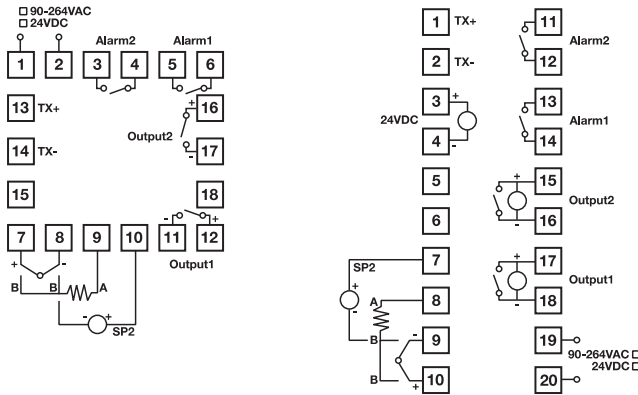 90-264VAC
24VDC
Alarm2 Alarm1
1 2 3 4 5 6
13 TX+ + 16
Output2
14 TX- - 17
15 18
- +
7 8 9 10 11 12
+ - Output1
B B A
- + SP2
1 TX+ 11
Alarm2
2 TX- 12
3 + 13
24VDC Alarm1
4 - 14
5 + 15
Output2
6 - 16
SP2 7 + 17
+ Output1
A 8 - 18
-
B - 9 19
90-264VAC
24VDC
B + 10 20